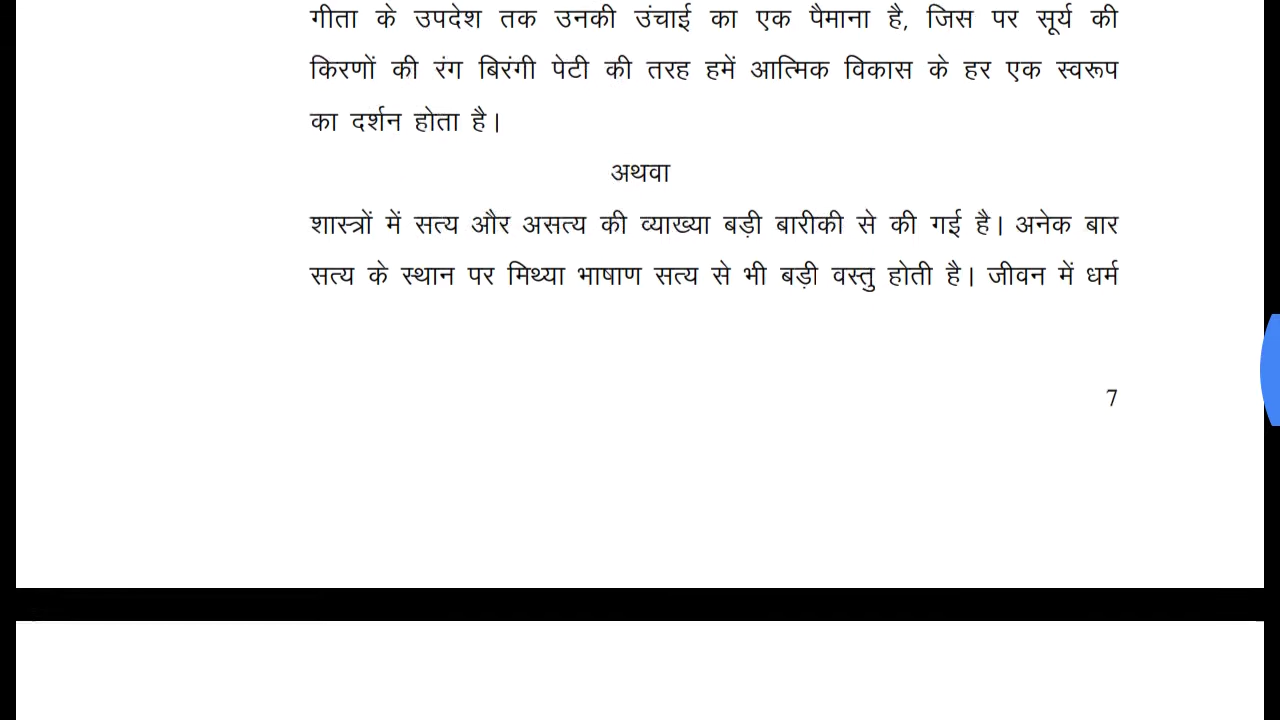 गीता के उपदेश तक उनकी उंचाई का एक पैमाना है, जिस पर सूर्य की
किरणों की रंग बिरंगी पेटी की तरह हमें आत्मिक विकास के हर एक स्वरूप
का दर्शन होता है।
अथवा
शास्त्रों में सत्य और असत्य की व्याख्या बड़ी बारीकी से की गई है। अनेक बार
सत्य के स्थान पर मिथ्या भाषाण सत्य से भी बड़ी वस्तु होती है। जीवन में धर्म
7